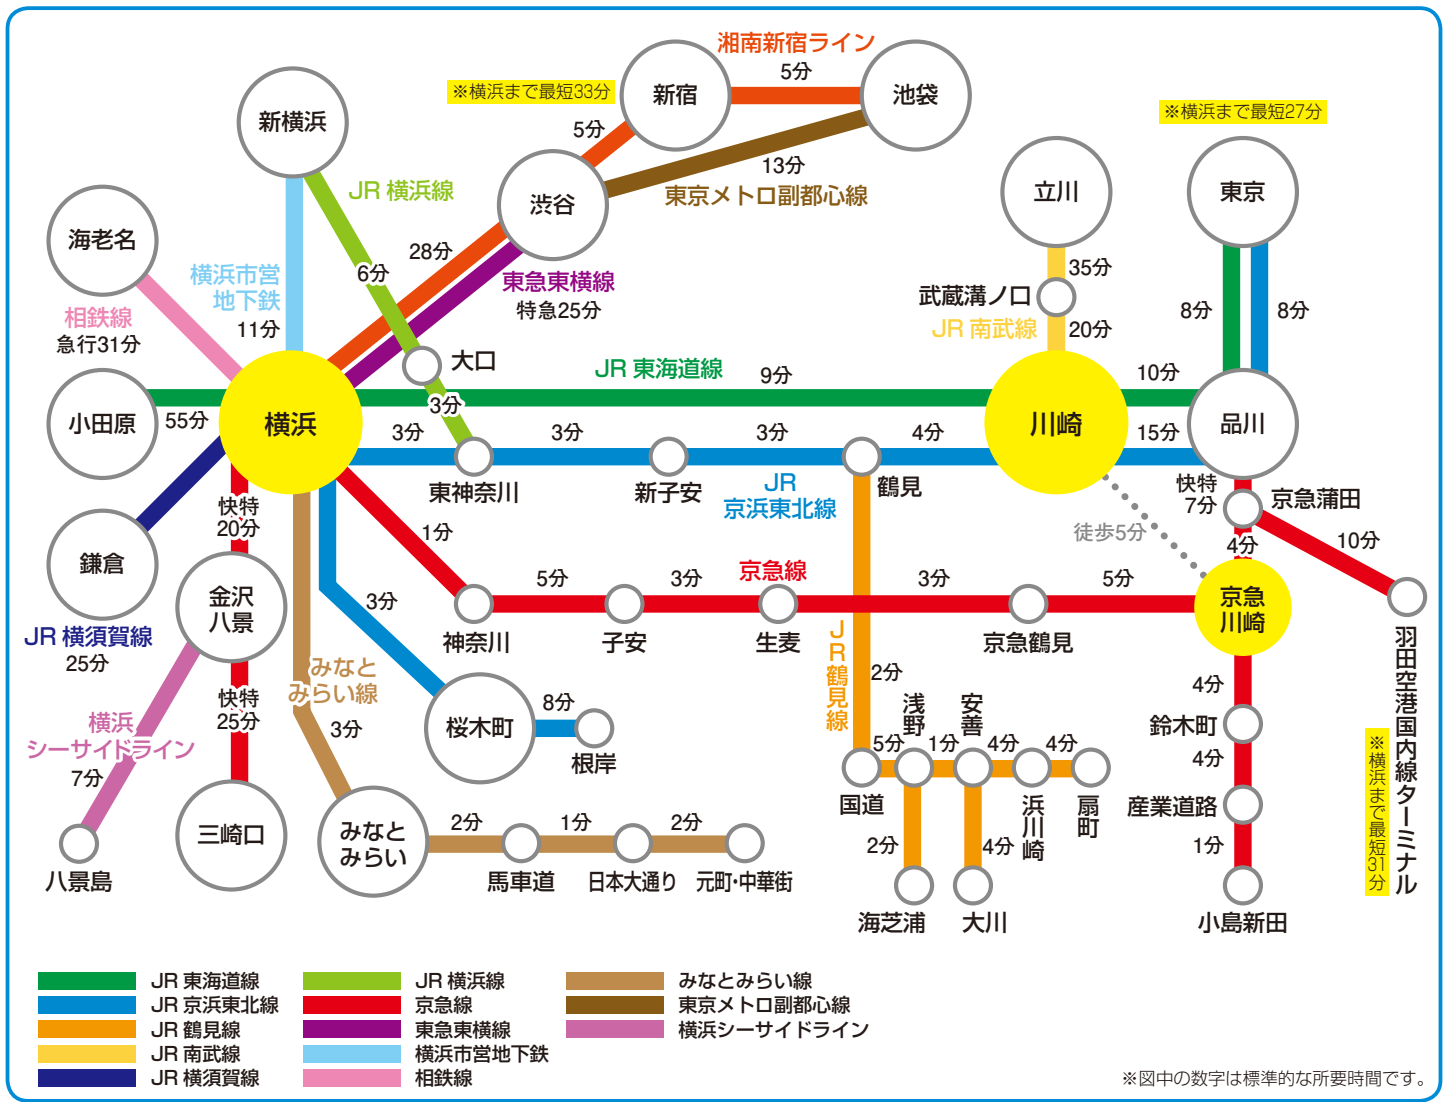 湘南新宿ライン
5分
※横浜まで最短33分
新宿
池袋
5分
新横浜
※横浜まで最短27分
13分
JR 横浜線
渋谷
東京メトロ副都心線
立川
東京
海老名
28分
6分
横浜市営
地下鉄
東急東横線
特急25分
35分
武蔵溝ノ口
相鉄線
急行31分
11分
JR 南武線
20分
8分
8分
大口
JR 東海道線
9分
10分
小田原
55分
横浜
3分
3分
3分
3分
4分
川崎
15分
品川
東神奈川
新子安
JR
京浜東北線
鶴見
快特
7分
京急蒲田
快特
20分
1分
徒歩5分
4分
10分
鎌倉
JR 横須賀線
25分
金沢
八景
3分
5分
3分
京急線
3分
5分
京急
川崎
神奈川
子安
生麦
京急鶴見
羽田空港国内線ターミナル
※横浜まで最短31分
みなと
みらい線
3分
JR鶴見線
2分
4分
快特
25分
横浜
シーサイドライン
7分
桜木町
8分
根岸
浅野
安善
鈴木町
5分
1分
4分
4分
4分
国道
浜川崎
扇町
産業道路
三崎口
みなと
みらい
2分
1分
2分
2分
4分
1分
八景島
馬車道
日本大通り
元町・中華街
海芝浦
大川
小島新田
JR 東海道線
JR 京浜東北線
JR 鶴見線
JR 南武線
JR 横須賀線
JR 横浜線
京急線
東急東横線
横浜市営地下鉄
相鉄線
みなとみらい線
東京メトロ副都心線
横浜シーサイドライン
※図中の数字は標準的な所要時間です。